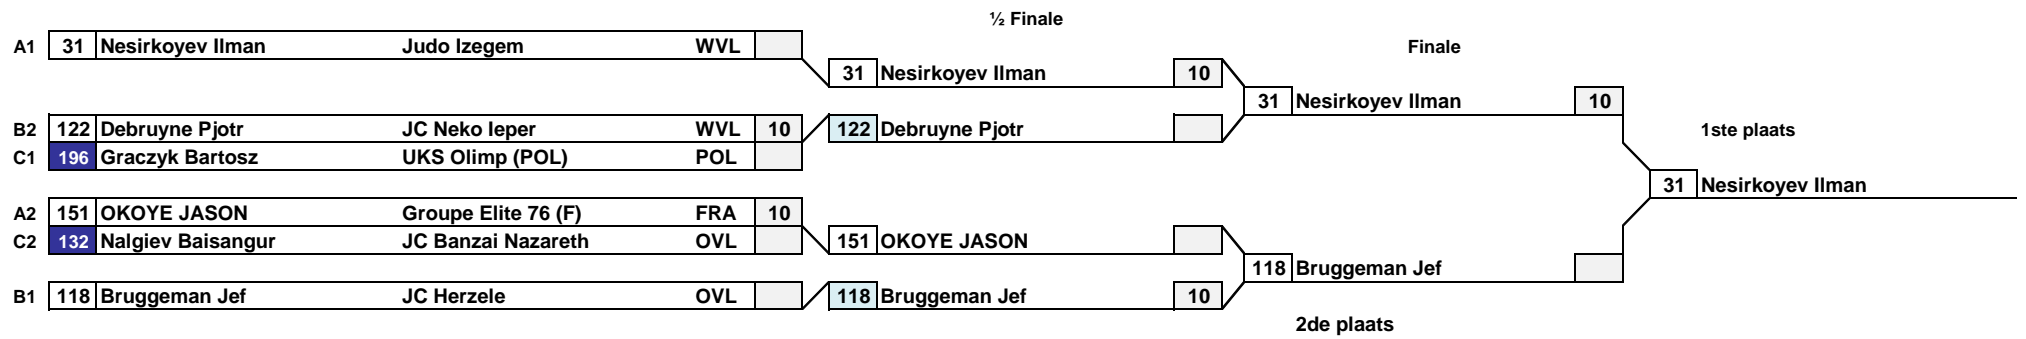 ½ Finale
A1 31 Nesirkoyev Ilman Judo Izegem WVL
Finale
31 Nesirkoyev Ilman 10
31 Nesirkoyev Ilman 10
B2 122 Debruyne Pjotr JC Neko Ieper WVL 10
122 Debruyne Pjotr
1ste plaats
C1 196 Graczyk Bartosz UKS Olimp (POL) POL
31 Nesirkoyev Ilman
A2 151 OKOYE JASON Groupe Elite 76 (F) FRA 10
C2 132 Nalgiev Baisangur JC Banzai Nazareth OVL
151 OKOYE JASON
118 Bruggeman Jef
B1 118 Bruggeman Jef JC Herzele OVL
118 Bruggeman Jef 10
2de plaats